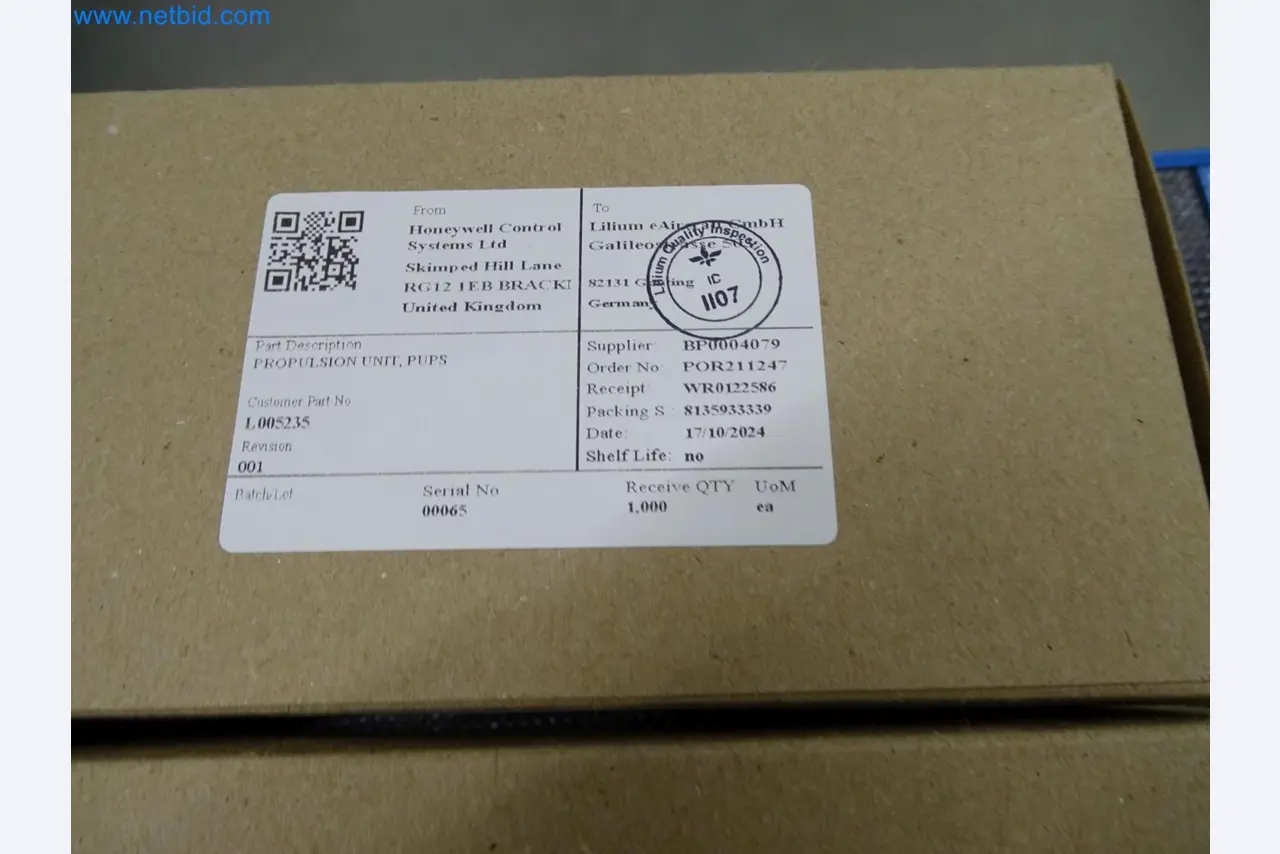 www.netbid.com
From
Honeywell Control
Systems Ltd
Skimped Hill Lane
RG12 1EB BRACKI
United Kingdom
To
Lilium GmbH
82131
Germany
Lilium Quality Inspection
IC
1107
Part Description
PROPULSION UNIT, PUPS
Customer Part No
L005235
Revision
001
Supplier: BP0004079
Order No: POR211247
Receipt: WR0122586
Packing S: 8135933339
Date: 17/10/2024
Shelf Life: no
Batch/Lot
Serial No
00065
Receive QTY
1.000
UoM
ea